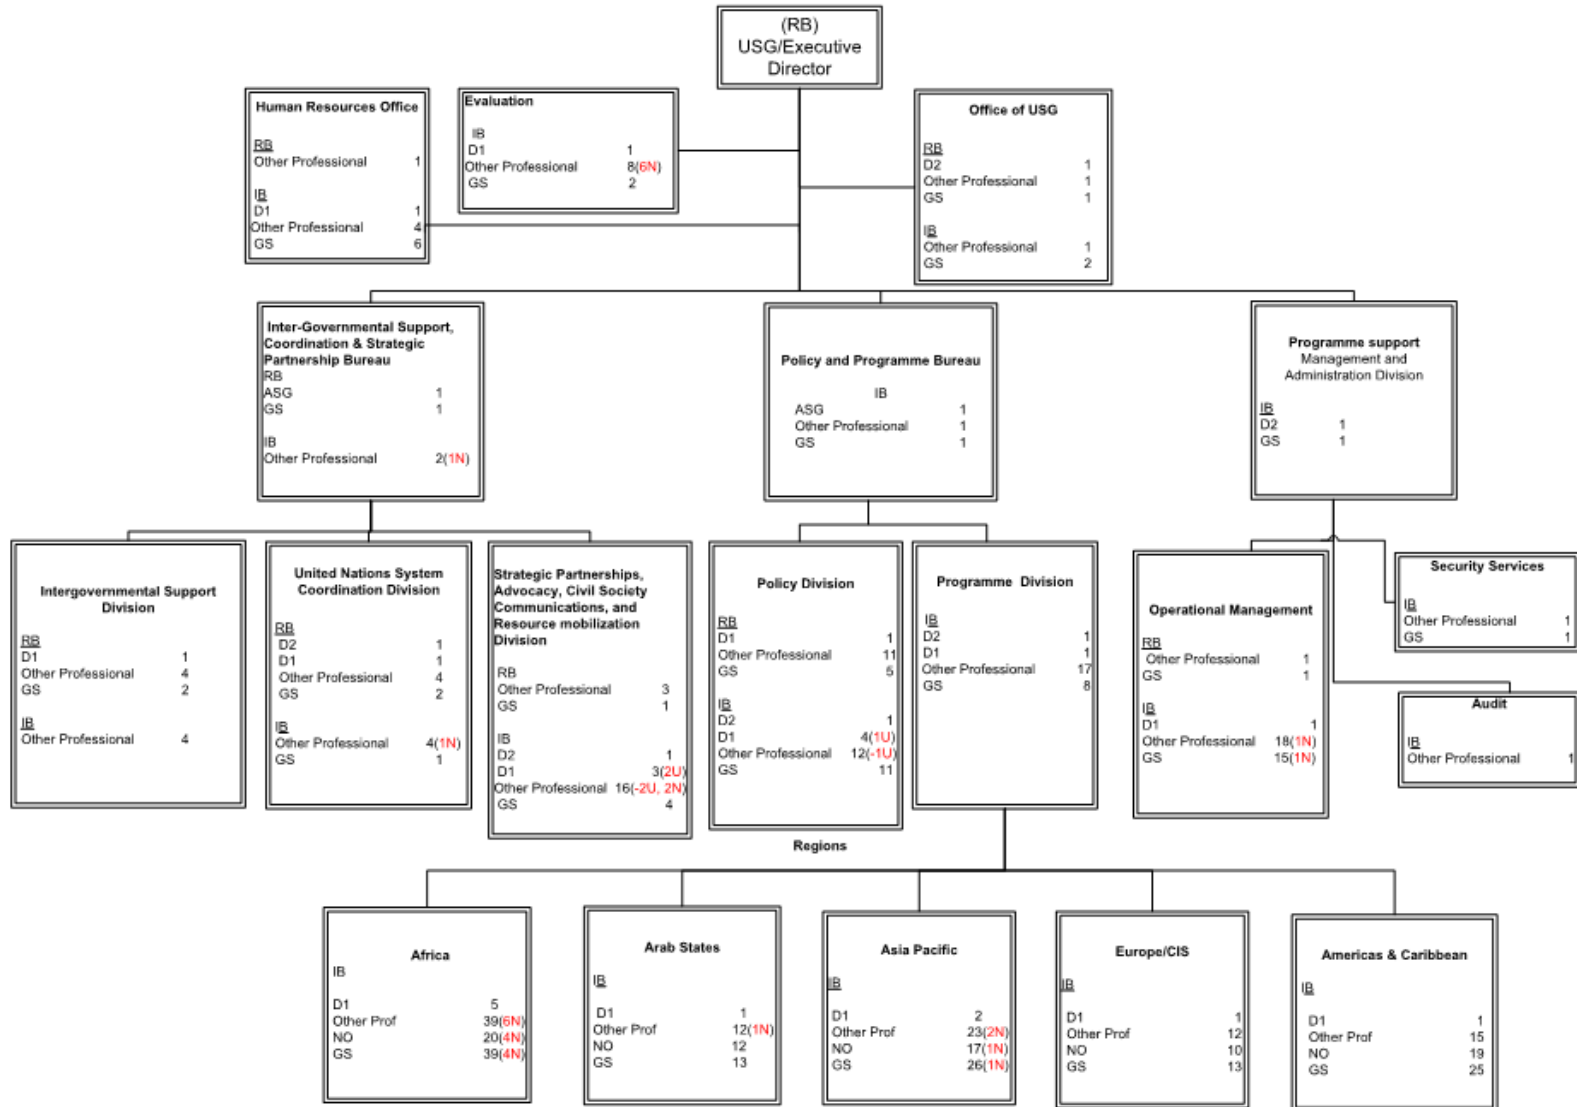 (RB)
USG/Executive
Director
Human Resources Office
RB
Other Professional 1
IB
D1 1
Other Professional 4
GS 6
Evaluation
IB
D1 1
Other Professional 8(6N)
GS 2
Office of USG
RB
D2 1
Other Professional 1
GS 1
IB
Other Professional 1
GS 2
Inter-Governmental Support,
Coordination & Strategic
Partnership Bureau
RB
ASG 1
GS 1
IB
Other Professional 2(1N)
Policy and Programme Bureau
IB
ASG 1
Other Professional 1
GS 1
Programme support
Management and
Administration Division
IB
D2 1
GS 1
Intergovernmental Support
Division
RB
D1 1
Other Professional 4
GS 2
IB
Other Professional 4
United Nations System
Coordination Division
RB
D2 1
D1 1
Other Professional 4
GS 2
IB
Other Professional 4(1N)
GS 1
Strategic Partnerships,
Advocacy, Civil Society
Communications, and
Resource mobilization
Division
RB
Other Professional 3
GS 1
IB
D2 1
D1 3(2U)
Other Professional 16(-2U, 2N)
GS 4
Policy Division
RB
D1 1
Other Professional 11
GS 5
IB
D2 1
D1 4(1U)
Other Professional 12(-1U)
GS 11
Programme Division
IB
D2 1
D1 1
Other Professional 17
GS 8
Operational Management
RB
Other Professional 1
GS 1
IB
D1 1
Other Professional 18(1N)
GS 15(1N)
Security Services
IB
Other Professional 1
GS 1
Audit
IB
Other Professional 1
Regions
Africa
IB
D1 5
Other Prof 39(6N)
NO 20(4N)
GS 39(4N)
Arab States
IB
D1 1
Other Prof 12(1N)
NO 12
GS 13
Asia Pacific
IB
D1 2
Other Prof 23(2N)
NO 17(1N)
GS 26(1N)
Europe/CIS
IB
D1 1
Other Prof 12
NO 10
GS 13
Americas & Caribbean
IB
D1 1
Other Prof 15
NO 19
GS 25